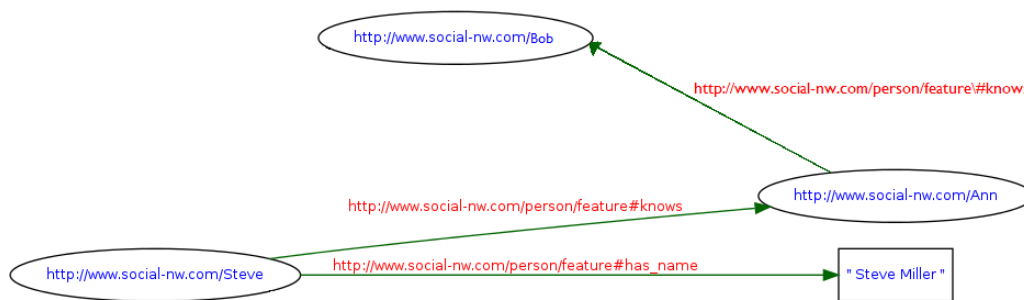 http://www.social-nw.com/Bob
http://www.social-nw.com/person/feature\#knows
http://www.social-nw.com/Ann
http://www.social-nw.com/person/feature#knows
http://www.social-nw.com/person/feature#has_name
http://www.social-nw.com/Steve
" Steve Miller "